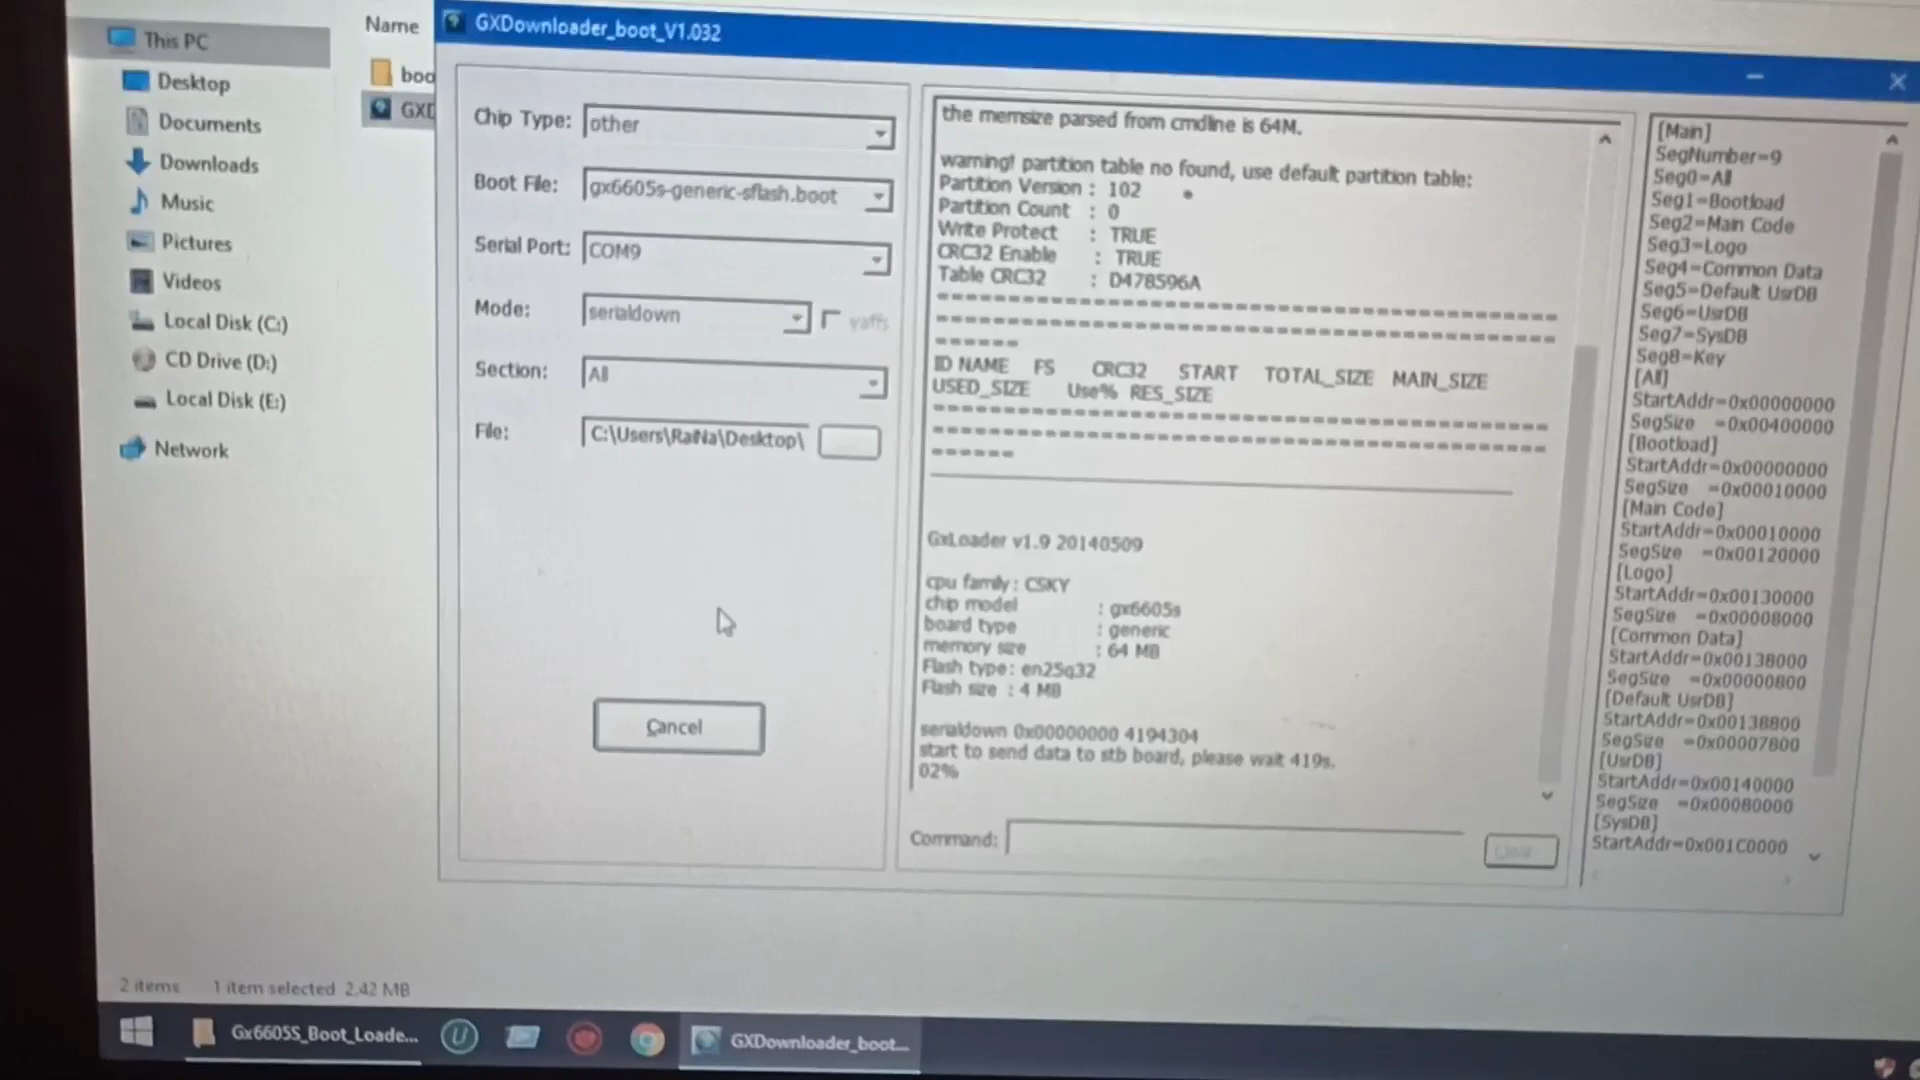 This PC
Desktop
Documents
Downloads
Music
Pictures
Videos
Local Disk (C:)
CD Drive (D:)
Local Disk (E:)
Network
Name
boo
GXD
GXDownloader_boot_V1.032
Chip Type: other
Boot File: gx6605s-generic-sflash.boot
Serial Port: COM9
Mode: serialdown yaffs
Section: All
File: C:\Users\RaiNa\Desktop\
Cancel
the memsize parsed from cmdline is 64M.
warning! partition table no found, use default partition table:
Partition Version : 102
Partition Count : 0
Write Protect : TRUE
CRC32 Enable : TRUE
Table CRC32 : D478596A
ID NAME FS CRC32 START TOTAL_SIZE MAIN_SIZE
USED_SIZE Use% RES_SIZE
GxLoader v1.9 20140509
cpu family : CSKY
chip model : gx6605s
board type : generic
memory size : 64 MB
Flash type : en25q32
Flash size : 4 MB
serialdown 0x00000000 4194304
start to send data to stb board, please wait 419s.
02%
Command:
Clear
[Main]
SegNumber=9
Seg0=All
Seg1=Bootload
Seg2=Main Code
Seg3=Logo
Seg4=Common Data
Seg5=Default UsrDB
Seg6=UsrDB
Seg7=SysDB
Seg8=Key
[All]
StartAddr=0x00000000
SegSize =0x00400000
[Bootload]
StartAddr=0x00000000
SegSize =0x00010000
[Main Code]
StartAddr=0x00010000
SegSize =0x00120000
[Logo]
StartAddr=0x00130000
SegSize =0x00008000
[Common Data]
StartAddr=0x00138000
SegSize =0x00000800
[Default UsrDB]
StartAddr=0x00138800
SegSize =0x00007800
[UsrDB]
StartAddr=0x00140000
SegSize =0x00080000
[SysDB]
StartAddr=0x001C0000
2 items 1 item selected 2.42 MB
Gx6605S_Boot_Loade...
GXDownloader_boot...